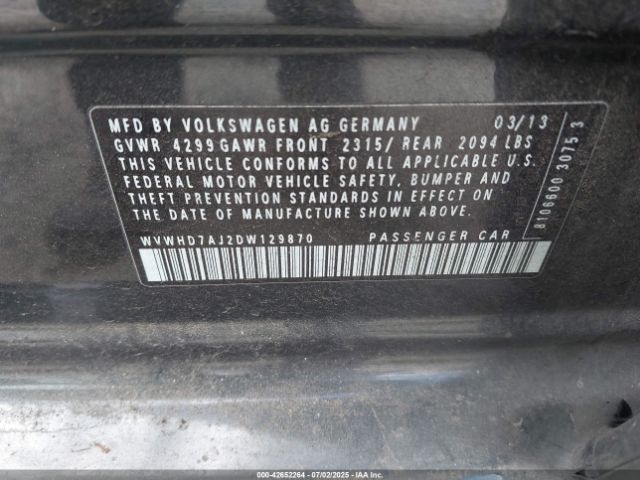 MFD BY VOLKSWAGEN AG GERMANY 03/13
GVWR 4299 GAWR FRONT 2315/ REAR 2094 LBS
THIS VEHICLE CONFORMS TO ALL APPLICABLE U.S.
FEDERAL MOTOR VEHICLE SAFETY, BUMPER AND
THEFT PREVENTION STANDARDS IN EFFECT ON
THE DATE OF MANUFACTURE SHOWN ABOVE.
WVWHD7AJ2DW129870 PASSENGER CAR
8106600 3075 3
000-42652264 | 07/02/2025 | IAA Inc.